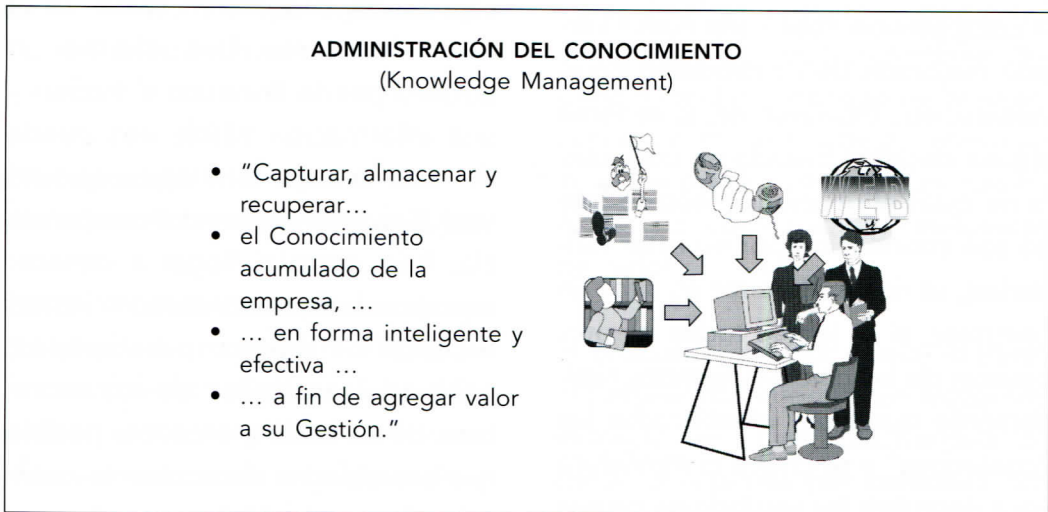 ADMINISTRACIÓN DEL CONOCIMIENTO
(Knowledge Management)
• "Capturar, almacenar y
recuperar…
• el Conocimiento
acumulado de la
empresa, …
• … en forma inteligente y
efectiva …
• … a fin de agregar valor
a su Gestión."
WEB